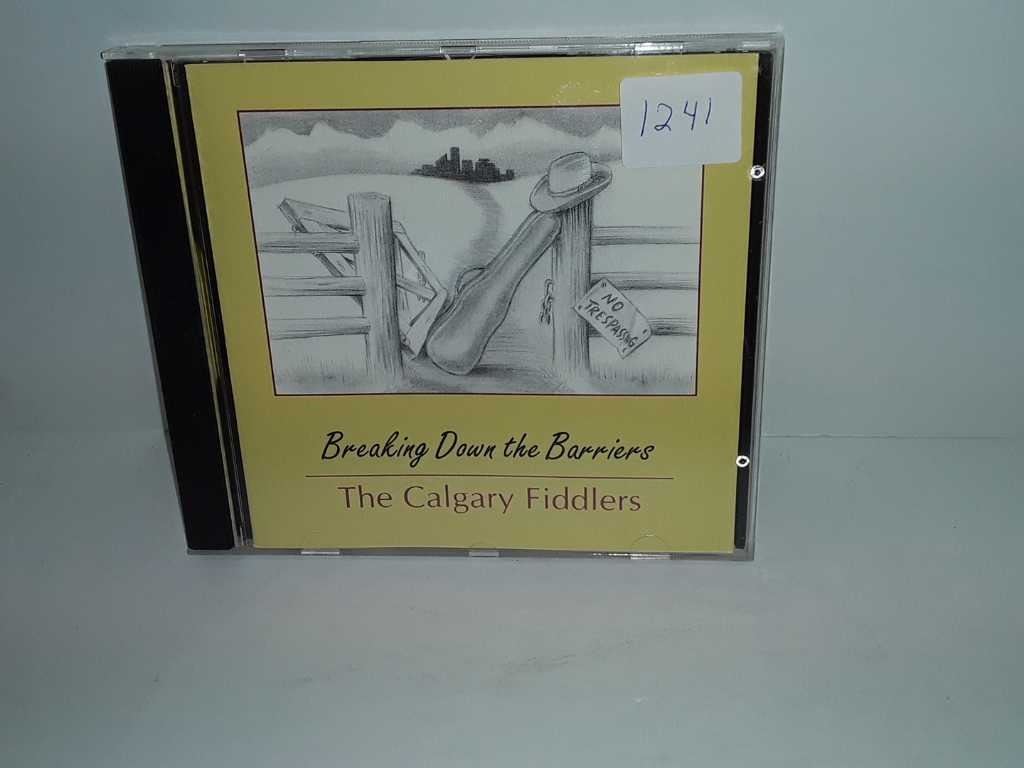 1241
NO
TRESPASSING
Breaking Down the Barriers
The Calgary Fiddlers